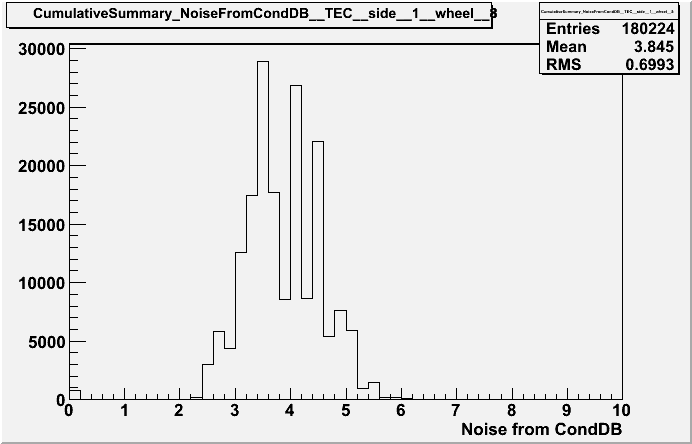 CumulativeSummary_NoiseFromCondDB__TEC__side__1__wheel__8
CumulativeSummary_NoiseFromCondDB__TEC__side__1__wheel__8
Entries 180224
Mean 3.845
RMS 0.6993
30000
25000
20000
15000
10000
5000
0
0 1 2 3 4 5 6 7 8 9 10
Noise from CondDB